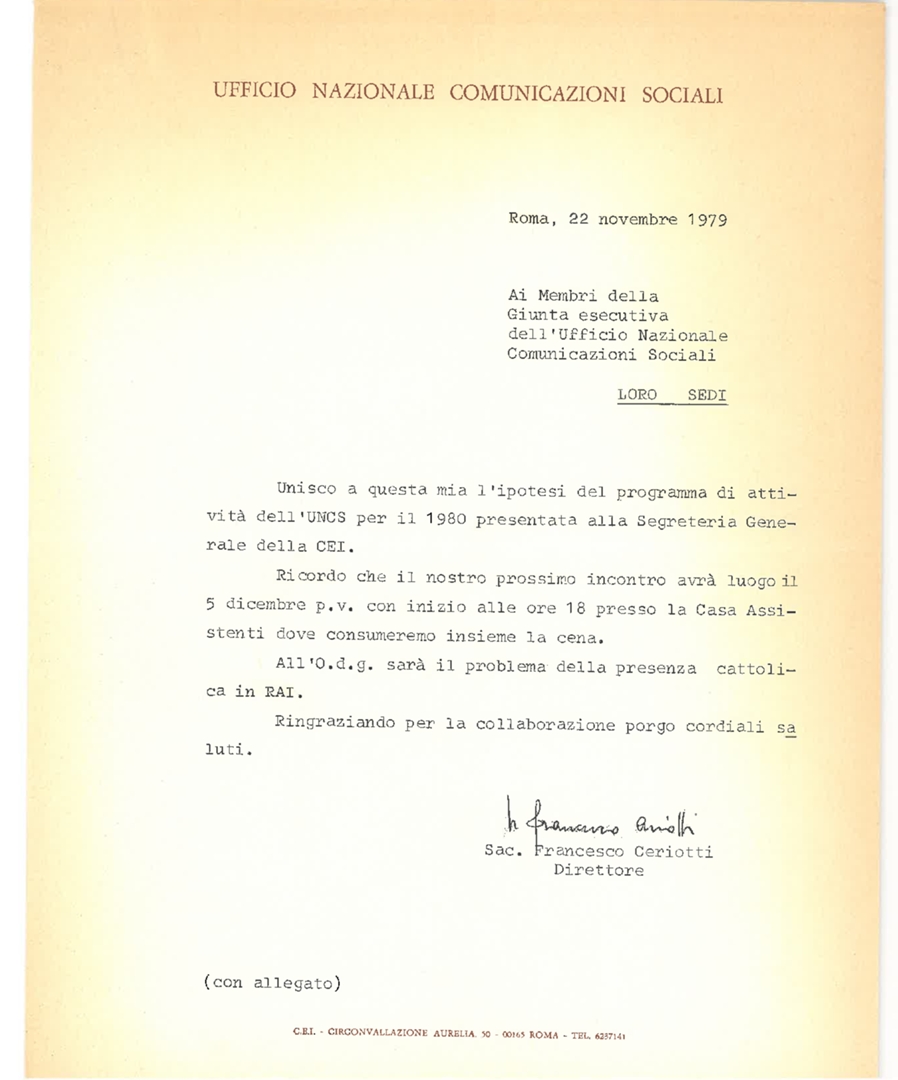 UFFICIO NAZIONALE COMUNICAZIONI SOCIALI
Roma, 22 novembre 1979
Ai Membri della
Giunta esecutiva
dell'Ufficio Nazionale
Comunicazioni Sociali
LORO SEDI
Unisco a questa mia l'ipotesi del programma di atti-
vità dell'UNCS per il 1980 presentata alla Segreteria Gene-
rale della CEI.
Ricordo che il nostro prossimo incontro avrà luogo il
5 dicembre p.v. con inizio alle ore 18 presso la Casa Assi-
stenti dove consumeremo insieme la cena.
All'O.d.g. sarà il problema della presenza cattoli-
ca in RAI.
Ringraziando per la collaborazione porgo cordiali sa
luti.
francesco Ceriotti
Sac. Francesco Ceriotti
Direttore
(con allegato)
C.E.I. - CIRCONVALLAZIONE AURELIA, 50 - 00165 ROMA - TEL. 6237141